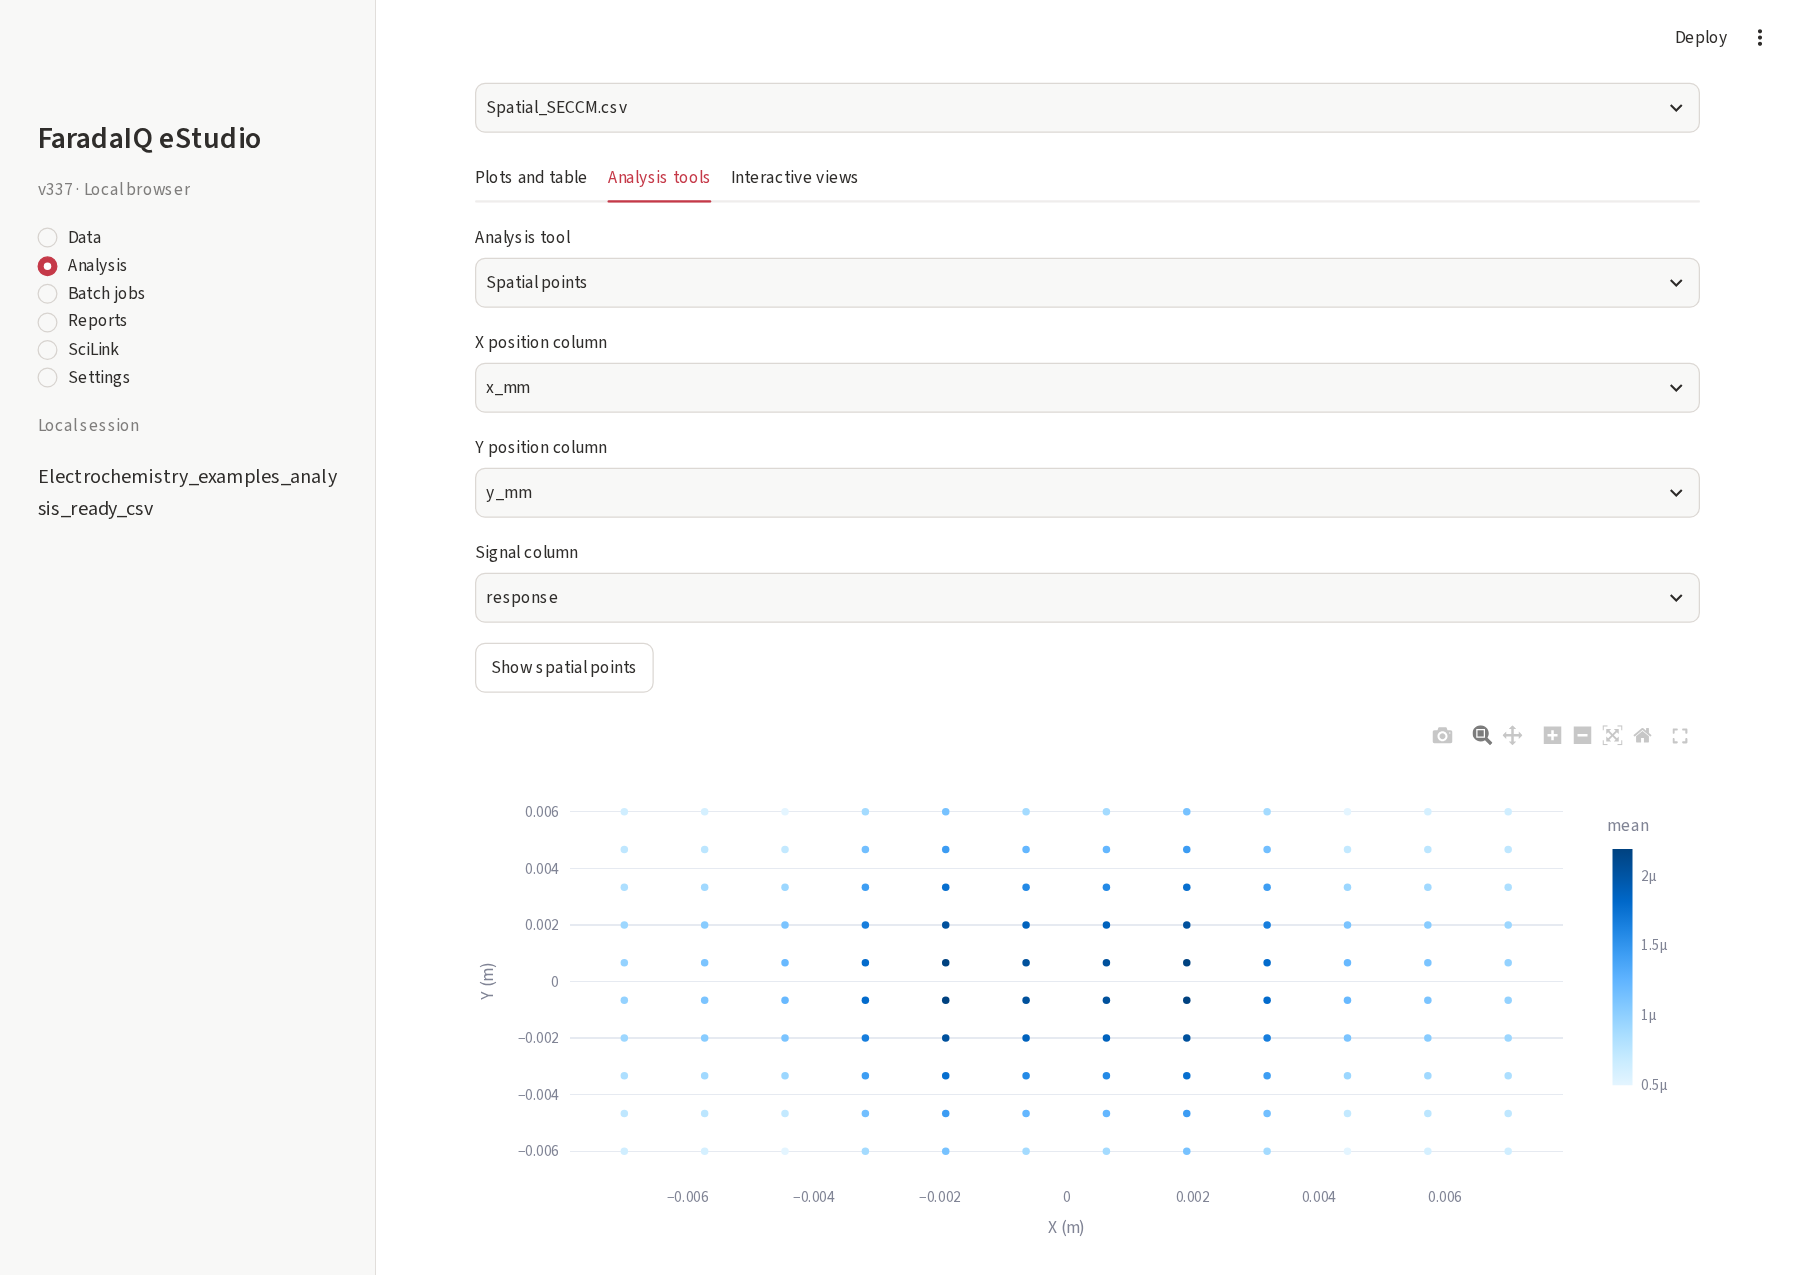 Deploy
FaradaIQ eStudio
v337 · Local browser
Data
Analysis
Batch jobs
Reports
SciLink
Settings
Local session
Electrochemistry_examples_analy
sis_ready_csv
Spatial_SECCM.csv
Plots and table Analysis tools Interactive views
Analysis tool
Spatial points
X position column
x_mm
Y position column
y_mm
Signal column
response
Show spatial points
0.006
0.004
0.002
0
−0.002
−0.004
−0.006
Y (m)
−0.006 −0.004 −0.002 0 0.002 0.004 0.006
X (m)
mean
2μ
1.5μ
1μ
0.5μ